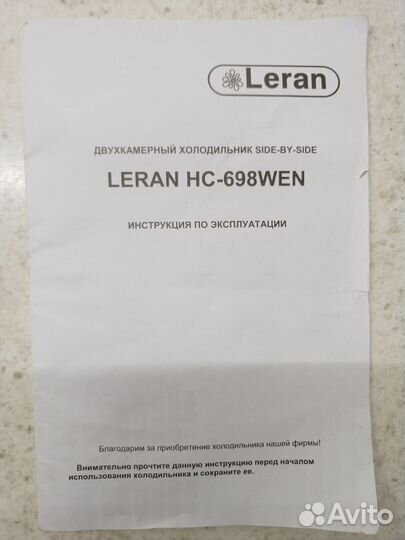 Leran
ДВУХКАМЕРНЫЙ ХОЛОДИЛЬНИК SIDE-BY-SIDE
LERAN HC-698WEN
ИНСТРУКЦИЯ ПО ЭКСПЛУАТАЦИИ
Благодарим за приобретение холодильника нашей фирмы!
Внимательно прочтите данную инструкцию перед началом
использования холодильника и сохраните ее.
Avito